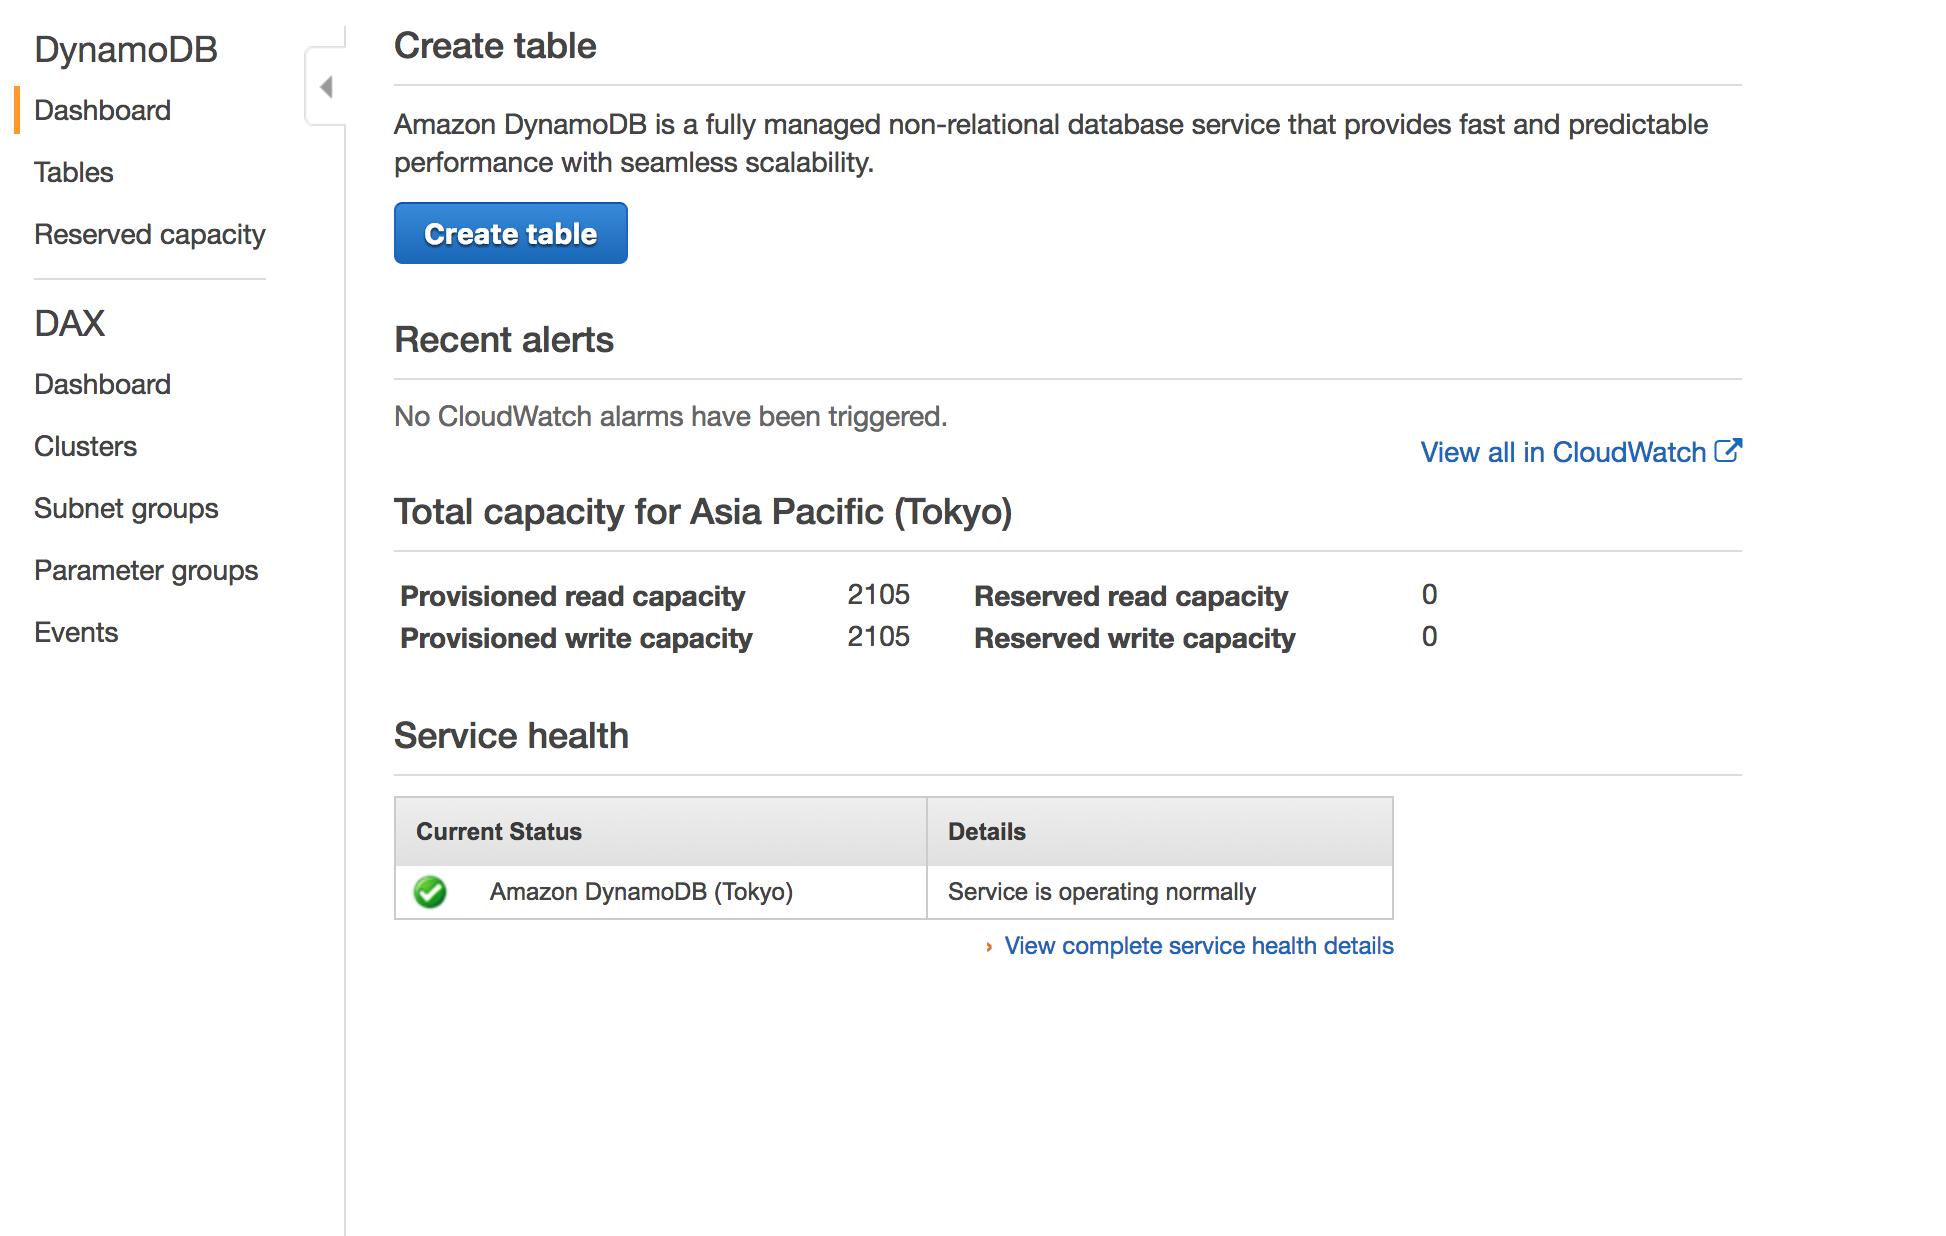 DynamoDB
Dashboard
Tables
Reserved capacity
DAX
Dashboard
Clusters
Subnet groups
Parameter groups
Events
Create table
Amazon DynamoDB is a fully managed non-relational database service that provides fast and predictable
performance with seamless scalability.
Create table
Recent alerts
No CloudWatch alarms have been triggered.
View all in CloudWatch
Total capacity for Asia Pacific (Tokyo)
Provisioned read capacity 2105 Reserved read capacity 0
Provisioned write capacity 2105 Reserved write capacity 0
Service health
Current Status Details
Amazon DynamoDB (Tokyo) Service is operating normally
› View complete service health details